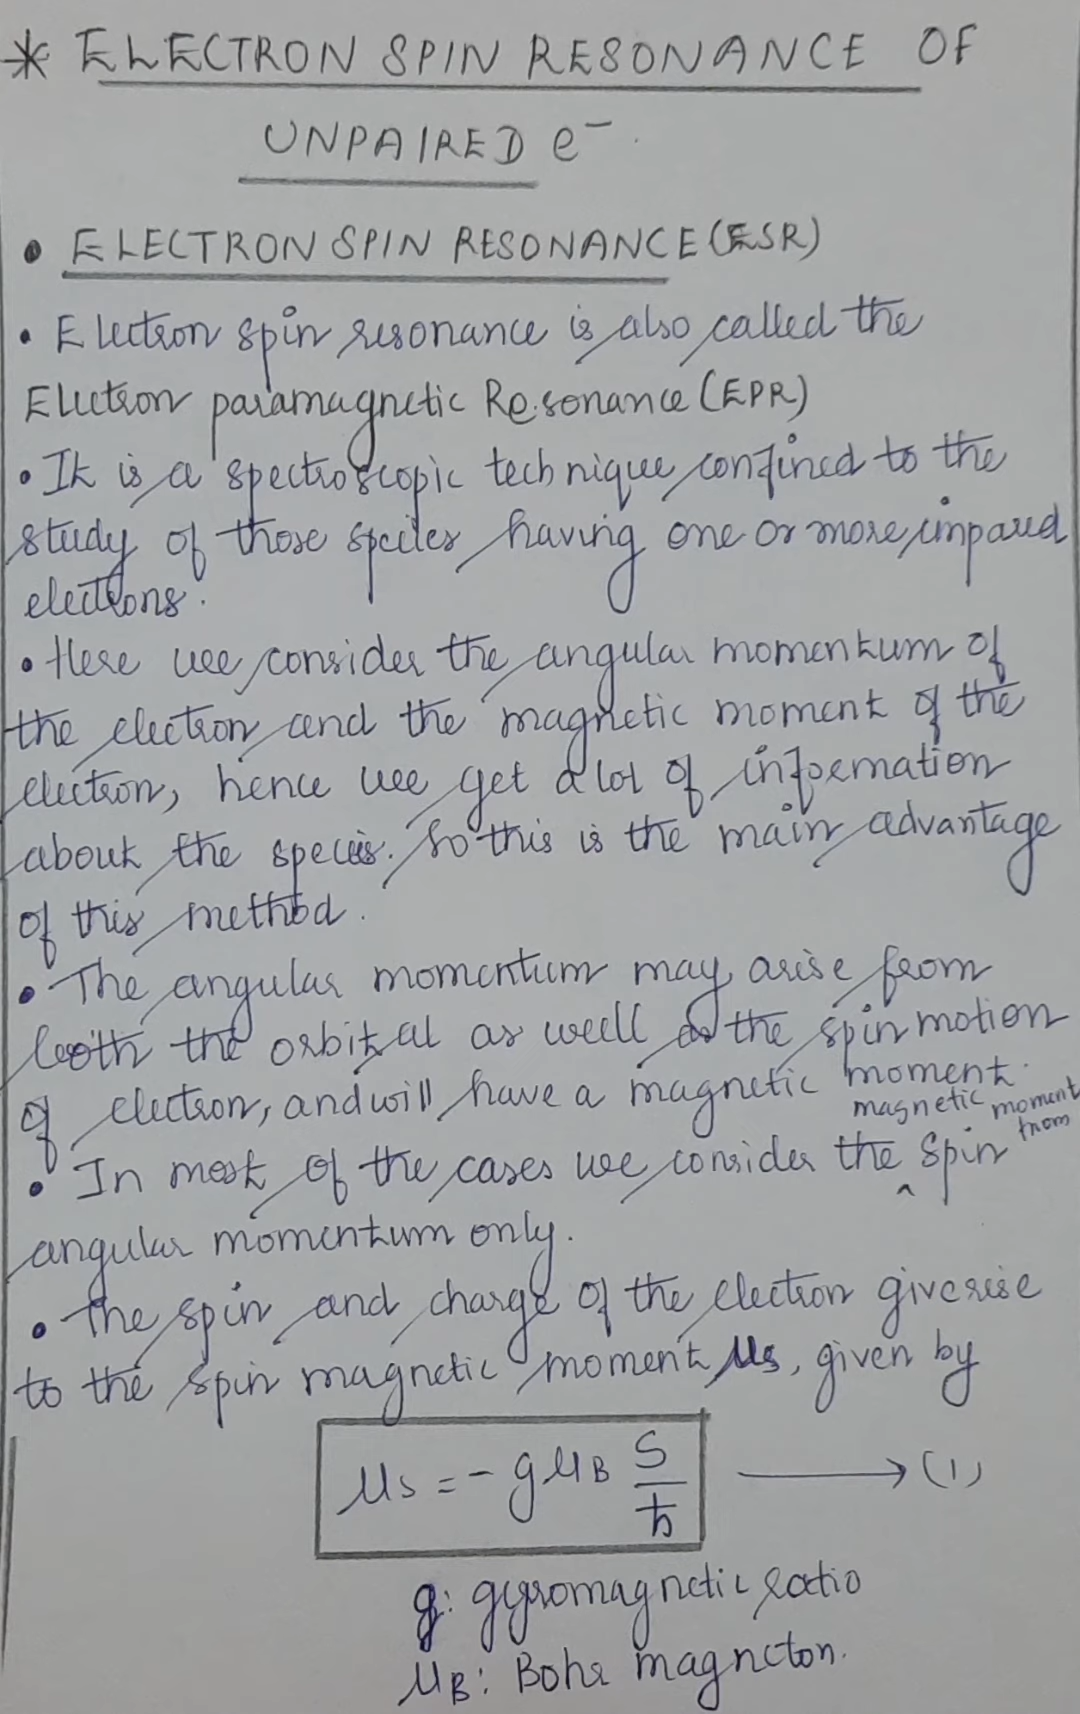 * ELECTRON SPIN RESONANCE OF
UNPAIRED e⁻.
• ELECTRON SPIN RESONANCE (ESR)
• Electron spin resonance is also called the
Electron paramagnetic Resonance (EPR)
• It is a spectroscopic technique confined to the
study of those species having one or more unpaired
electrons.
• Here we consider the angular momentum of
the electron and the magnetic moment of the
electron, hence we get a lot of information
about the species. So this is the main advantage
of this method.
• The angular momentum may arise from
both the orbital as well as the spin motion
of electron, and will have a magnetic moment.
magnetic moment from
• In most of the cases we consider the ^ spin
angular momentum only.
• The spin and charge of the electron give rise
to the spin magnetic moment, μs, given by
μs = -gμB S/ħ → (1)
g: gyromagnetic ratio
μB: Bohr magneton.